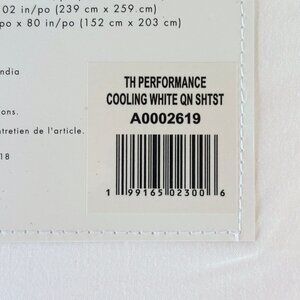 02 in/po (239 cm x 259 cm)
po x 80 in/po (152 cm x 203 cm)
ndia
ons.
ntretien de l'article.
18
TH PERFORMANCE
COOLING WHITE QN SHTST
A0002619
1 99165 02300 6